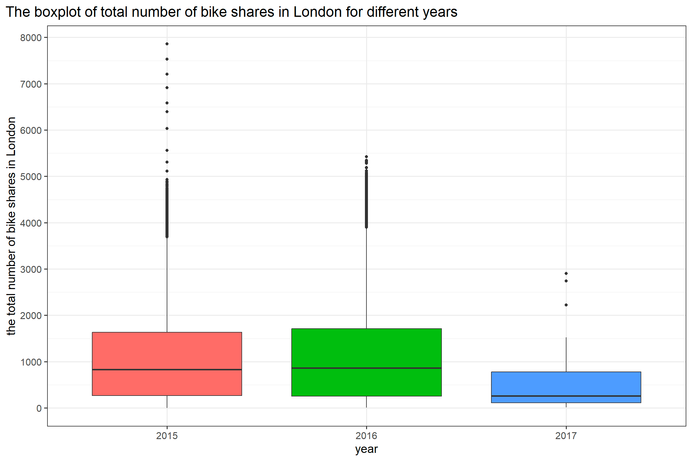 The boxplot of total number of bike shares in London for different years
the total number of bike shares in London
8000
7000
6000
5000
4000
3000
2000
1000
0
2015 2016 2017
year